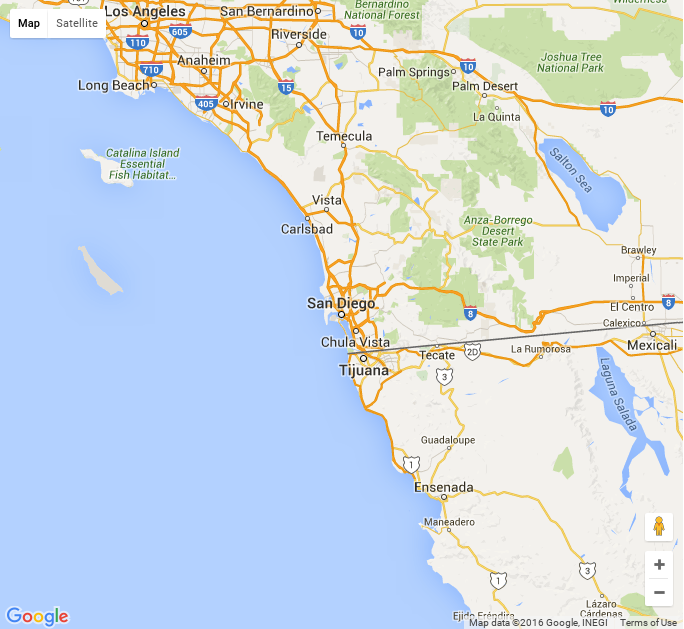 Bernardino
National Forest
Wilderness
Los Angeles
San Bernardino
Map
Satellite
605
10
Riverside
110
Joshua Tree
National Park
Anaheim
710
10
Palm Springs
Long Beach
15
Palm Desert
405
Irvine
10
La Quinta
Temecula
Catalina Island
Essential
Fish Habitat...
Salton Sea
Vista
Carlsbad
Anza-Borrego
Desert
State Park
Brawley
Imperial
San Diego
8
El Centro
8
Calexico
Chula Vista
Mexicali
Tecate
2D
La Rumorosa
Tijuana
3
Laguna Salada
Guadalupe
1
Ensenada
Maneadero
3
1
Lázaro
Cárdenas
Ejido Eréndira
Google
Map data ©2016 Google, INEGI
Terms of Use